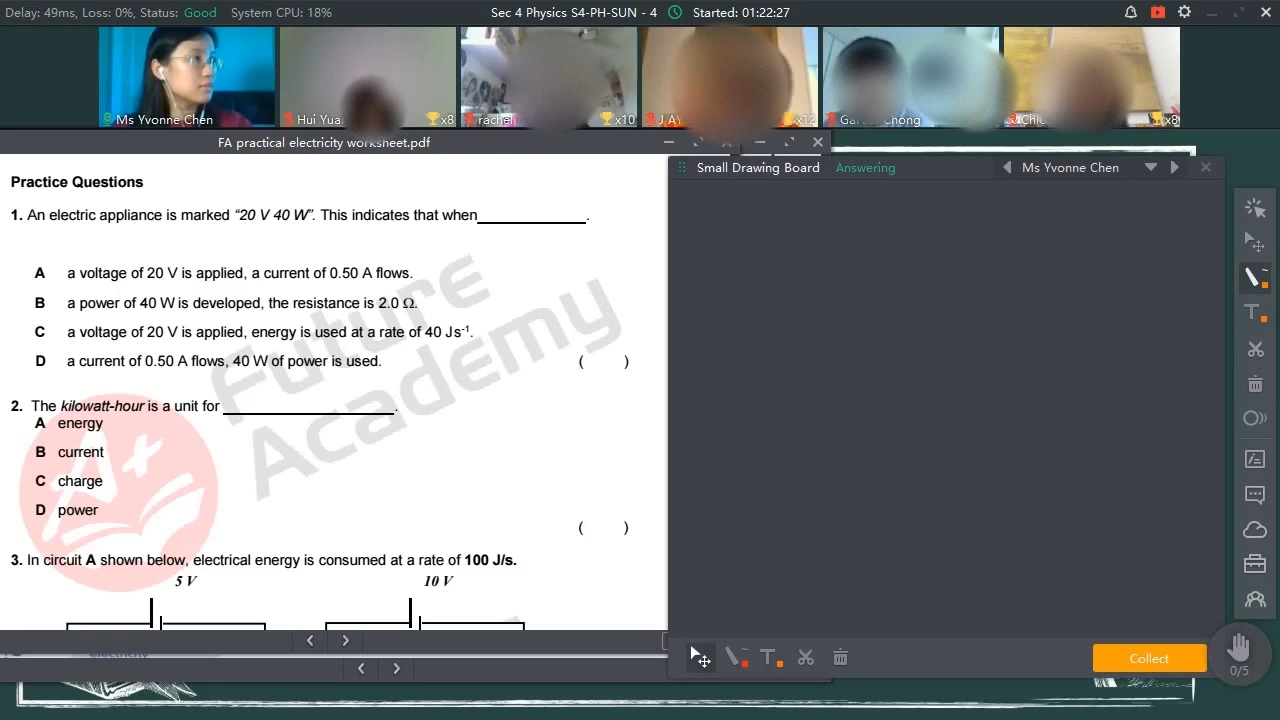 Delay: 49ms, Loss: 0%, Status: Good System CPU: 18% Sec 4 Physics S4-PH-SUN - 4 Started: 01:22:27
Ms Yvonne Chen Hui Yua x8 rachel x10 J A x12 Chong x8
FA practical electricity worksheet.pdf
Small Drawing Board Answering Ms Yvonne Chen
Practice Questions
1. An electric appliance is marked “20 V 40 W”. This indicates that when____________.
A a voltage of 20 V is applied, a current of 0.50 A flows.
B a power of 40 W is developed, the resistance is 2.0 Ω.
C a voltage of 20 V is applied, energy is used at a rate of 40 Js⁻¹.
D a current of 0.50 A flows, 40 W of power is used. ( )
2. The kilowatt-hour is a unit for ___________________.
A energy
B current
C charge
D power
( )
3. In circuit A shown below, electrical energy is consumed at a rate of 100 J/s.
5 V 10 V
Future
Academy
A+
electricity
Collect
0/5